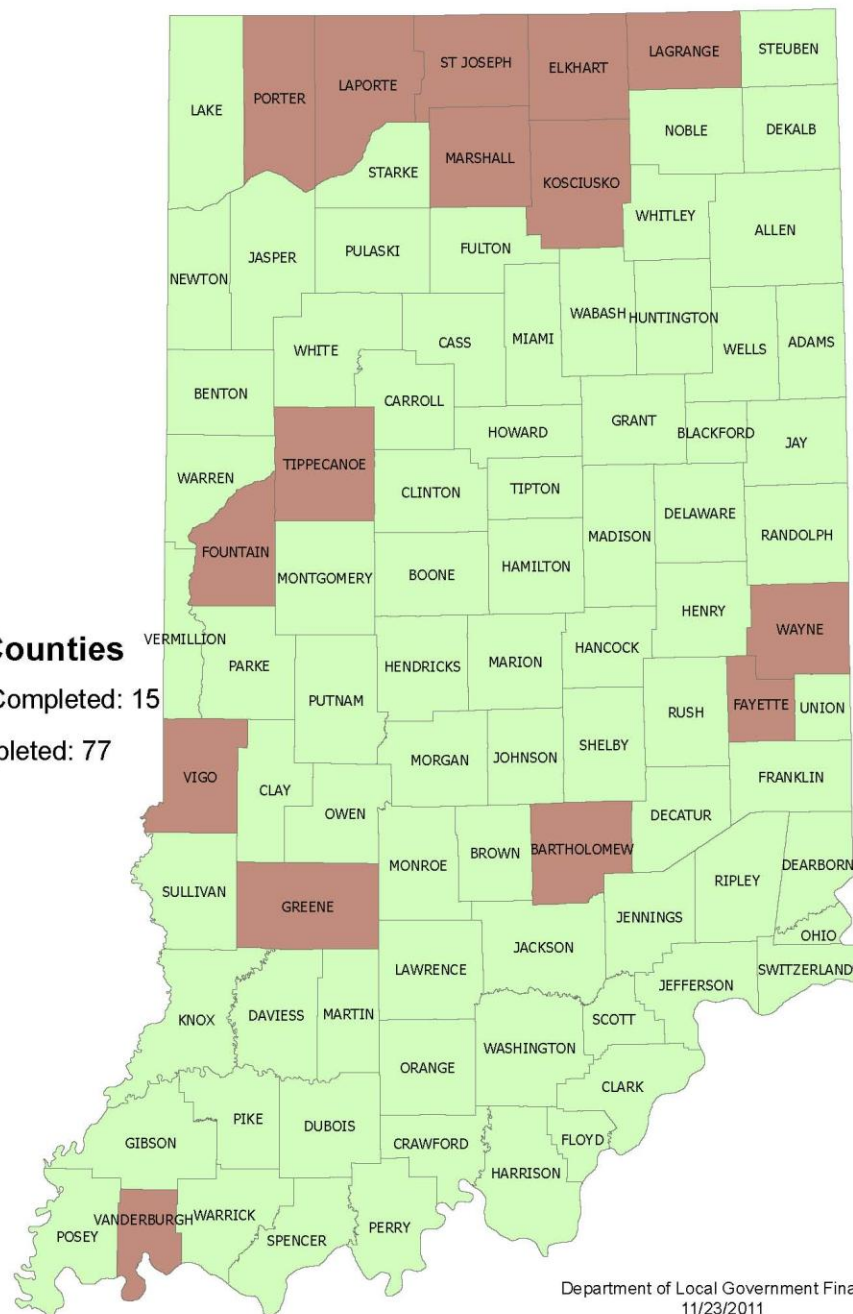 STEUBEN
LAGRANGE
ST JOSEPH
ELKHART
LAPORTE
PORTER
LAKE
NOBLE
DEKALB
MARSHALL
STARKE
KOSCIUSKO
WHITLEY
ALLEN
PULASKI
FULTON
JASPER
NEWTON
WABASH
HUNTINGTON
MIAMI
CASS
WHITE
WELLS
ADAMS
BENTON
CARROLL
GRANT
HOWARD
BLACKFORD
JAY
TIPPECANOE
WARREN
CLINTON
TIPTON
DELAWARE
MADISON
RANDOLPH
FOUNTAIN
MONTGOMERY
BOONE
HAMILTON
HENRY
WAYNE
VERMILLION
Counties
PARKE
HENDRICKS
MARION
HANCOCK
Completed: 15
PUTNAM
RUSH
FAYETTE
UNION
pleted: 77
VIGO
MORGAN
JOHNSON
SHELBY
FRANKLIN
CLAY
OWEN
DECATUR
MONROE
BROWN
BARTHOLOMEW
RIPLEY
DEARBORN
SULLIVAN
GREENE
JENNINGS
OHIO
JACKSON
LAWRENCE
SWITZERLAND
JEFFERSON
KNOX
DAVIESS
MARTIN
SCOTT
WASHINGTON
ORANGE
CLARK
PIKE
DUBOIS
GIBSON
CRAWFORD
FLOYD
HARRISON
VANDERBURGH
WARRICK
POSEY
SPENCER
PERRY
Department of Local Government Fina
11/23/2011